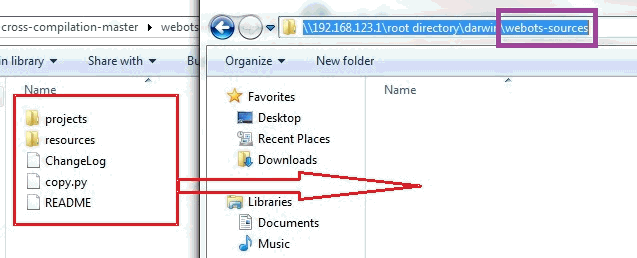 cross-compilation-master ▸ webots
n library ▾ Share with ▾ Bu
Name
projects
resources
ChangeLog
copy.py
README
\\192.168.123.1\root directory\darwin\webots-sources
Organize ▾ New folder
Favorites
Desktop
Recent Places
Downloads
Libraries
Documents
Music
Name